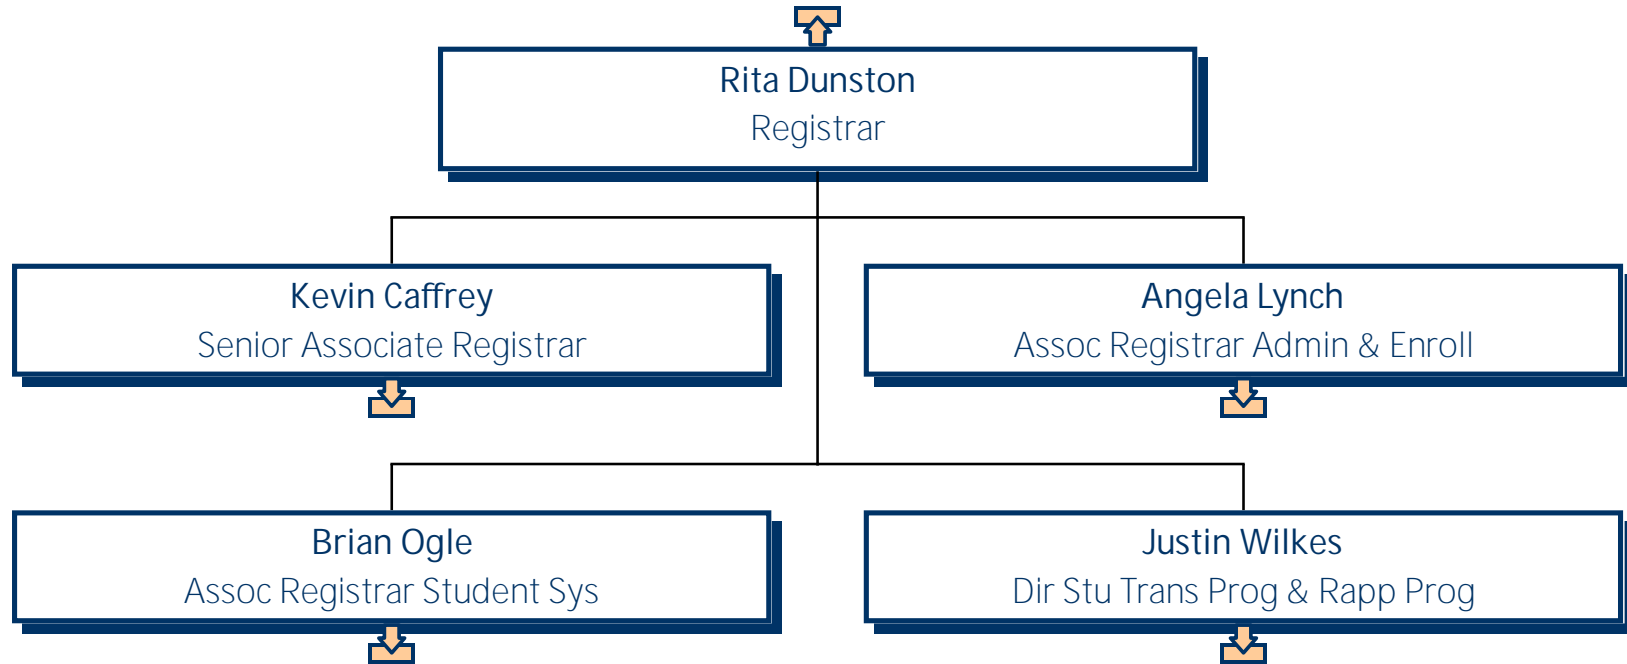 Rita Dunston
Registrar
Kevin Caffrey
Senior Associate Registrar
Angela Lynch
Assoc Registrar Admin & Enroll
Brian Ogle
Assoc Registrar Student Sys
Justin Wilkes
Dir Stu Trans Prog & Rapp Prog